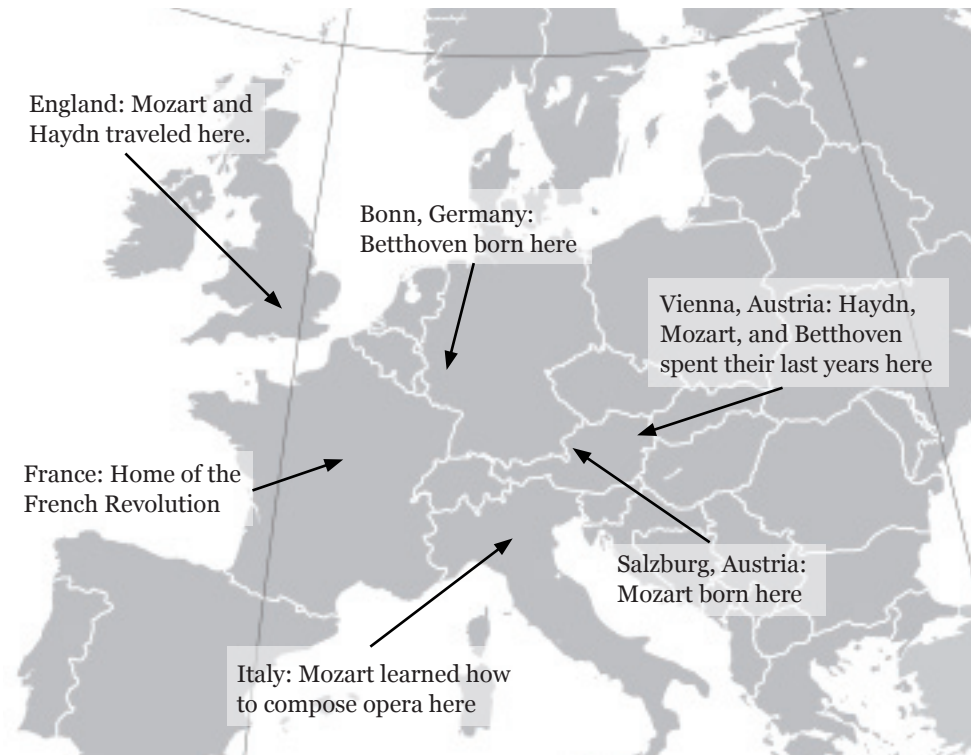 England: Mozart and
Haydn traveled here.
Bonn, Germany:
Betthoven born here
Vienna, Austria: Haydn,
Mozart, and Betthoven
spent their last years here
France: Home of the
French Revolution
Salzburg, Austria:
Mozart born here
Italy: Mozart learned how
to compose opera here